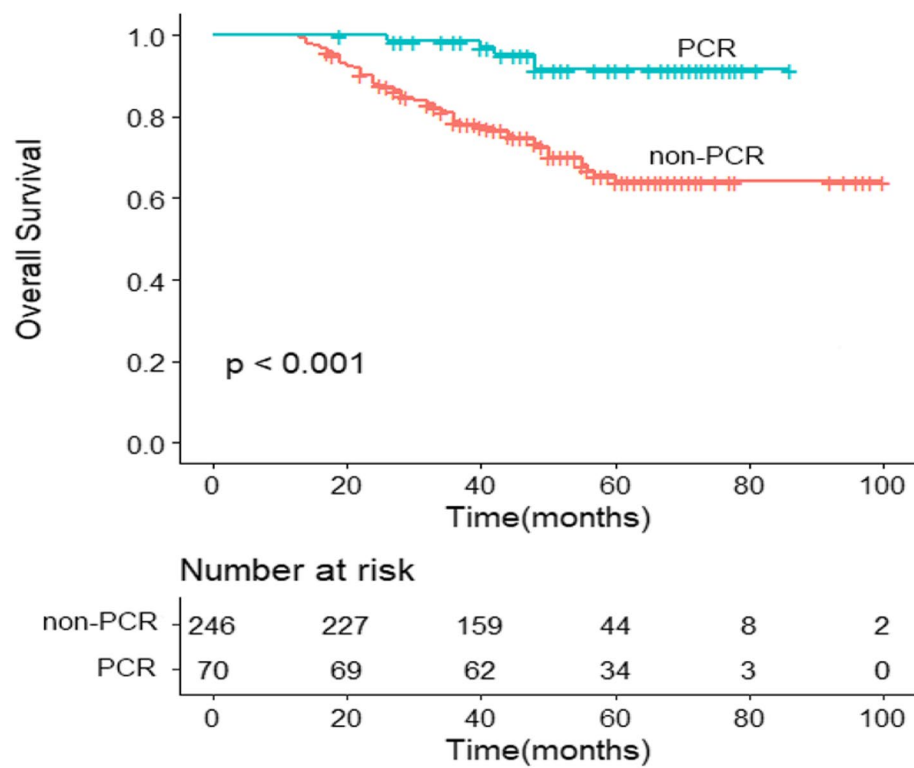 Overall Survival
1.0
0.8
0.6
0.4
0.2
0.0
PCR
non-PCR
p < 0.001
0 20 40 60 80 100
Time(months)
Number at risk
non-PCR 246 227 159 44 8 2
PCR 70 69 62 34 3 0
0 20 40 60 80 100
Time(months)